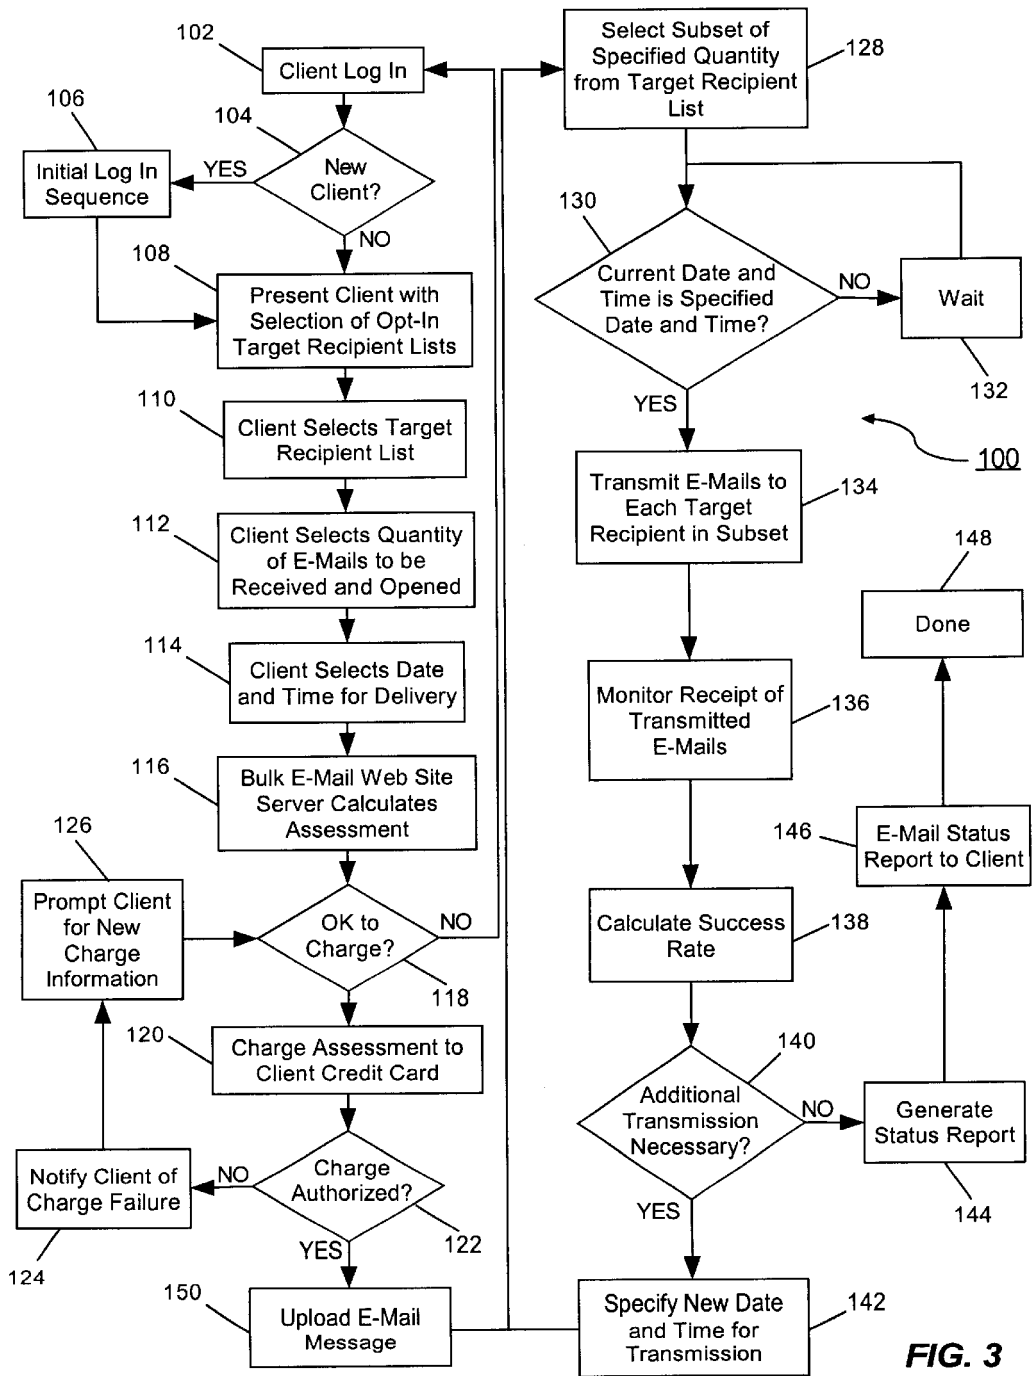 102
Client Log In
104
New
Client?
YES
NO
106
Initial Log In
Sequence
108
Present Client with
Selection of Opt-In
Target Recipient Lists
110
Client Selects Target
Recipient List
112
Client Selects Quantity
of E-Mails to be
Received and Opened
114
Client Selects Date
and Time for Delivery
116
Bulk E-Mail Web Site
Server Calculates
Assessment
126
Prompt Client
for New
Charge
Information
OK to
Charge?
NO
118
120
Charge Assessment to
Client Credit Card
Charge
Authorized?
NO
YES
122
Notify Client of
Charge Failure
124
150
Upload E-Mail
Message
Select Subset of
Specified Quantity
from Target Recipient
List
128
130
Current Date and
Time is Specified
Date and Time?
NO
YES
Wait
132
100
Transmit E-Mails to
Each Target
Recipient in Subset
134
Monitor Receipt of
Transmitted
E-Mails
136
Calculate Success
Rate
138
140
Additional
Transmission
Necessary?
NO
YES
Generate
Status Report
144
146
E-Mail Status
Report to Client
148
Done
Specify New Date
and Time for
Transmission
142
FIG. 3